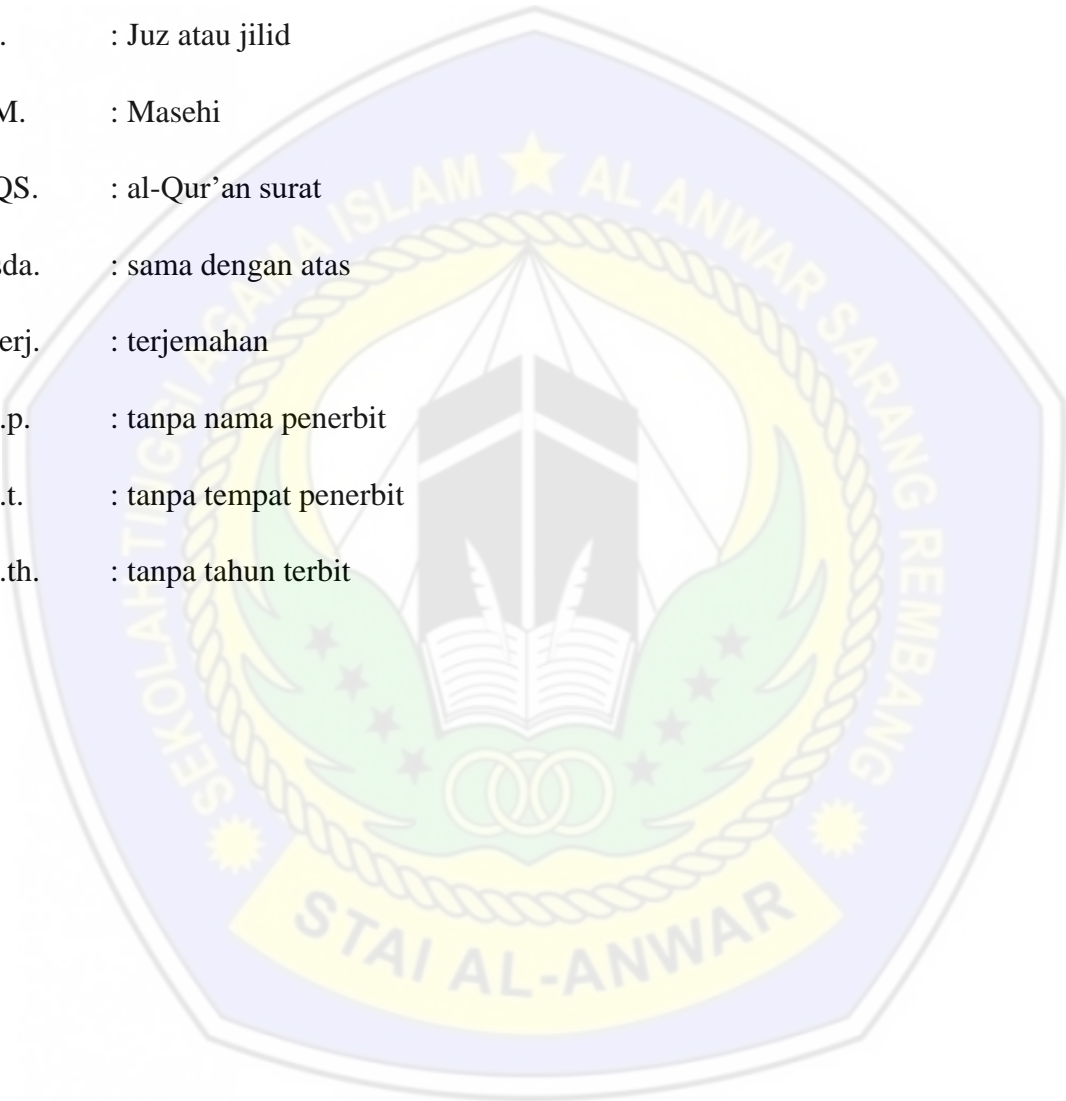 . : Juz atau jilid
M. : Masehi
QS. : al-Qur’an surat
sda. : sama dengan atas
erj. : terjemahan
.p. : tanpa nama penerbit
.t. : tanpa tempat penerbit
.th. : tanpa tahun terbit
SEKOLAH TINGGI AGAMA ISLAM AL ANWAR SARANG REMBANG
STAI AL-ANWAR